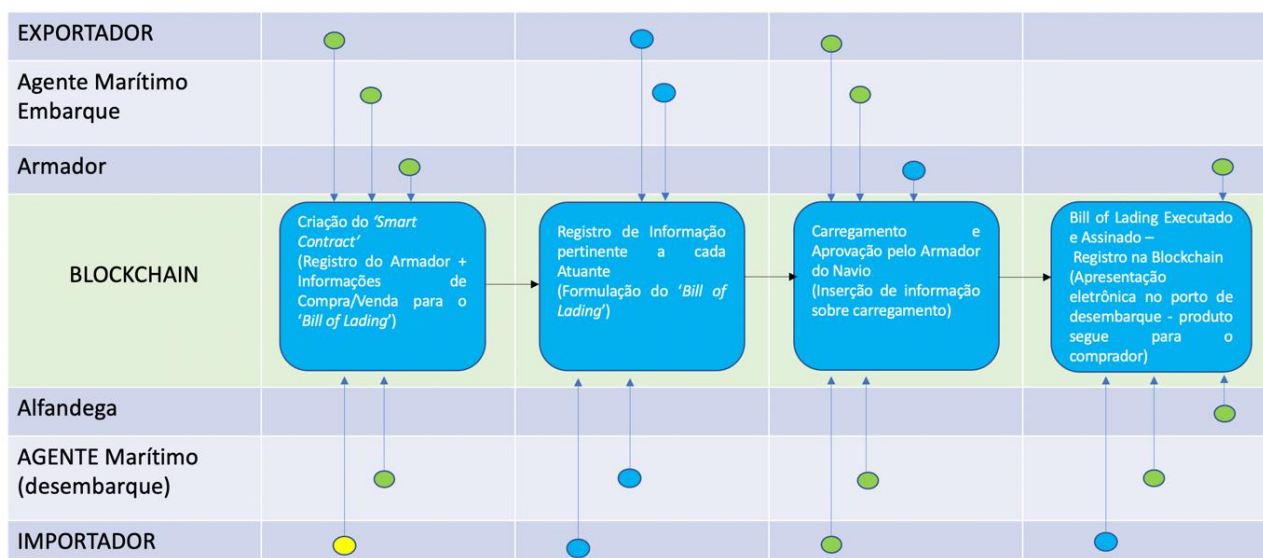 EXPORTADOR
Agente Marítimo
Embarque
Armador
BLOCKCHAIN
Criação do ‘Smart
Contract’
(Registro do Armador +
Informações de
Compra/Venda para o
‘Bill of Lading’)
Registro de Informação
pertinente a cada
Atuante
(Formulação do ‘Bill of
Lading’)
Carregamento e
Aprovação pelo Armador
do Navio
(Inserção de informação
sobre carregamento)
Bill of Lading Executado
e Assinado –
Registro na Blockchain
(Apresentação
eletrônica no porto de
desembarque - produto
segue para o
comprador)
Alfandega
AGENTE Marítimo
(desembarque)
IMPORTADOR